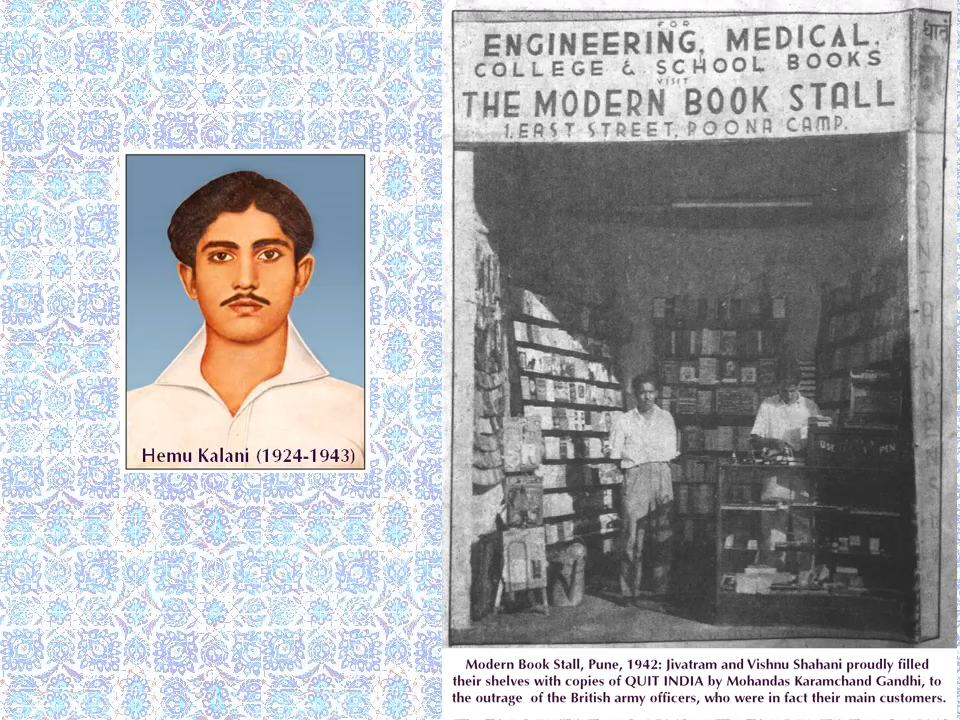 Hemu Kalani (1924-1943)
FOR
ENGINEERING, MEDICAL,
COLLEGE & SCHOOL BOOKS
VISIT
THE MODERN BOOK STALL
1, EAST STREET, POONA CAMP.
USE PEN
Modern Book Stall, Pune, 1942: Jivatram and Vishnu Shahani proudly filled
their shelves with copies of QUIT INDIA by Mohandas Karamchand Gandhi, to
the outrage of the British army officers, who were in fact their main customers.